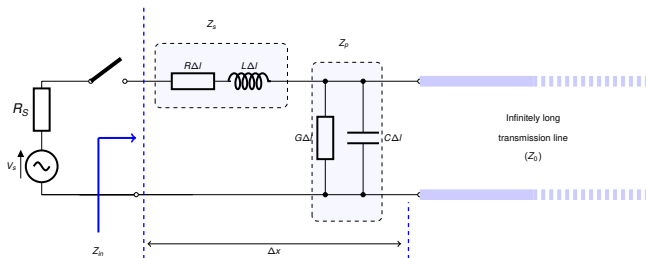 Z_s
Z_p
RΔl
LΔl
R_S
V_s
GΔl
CΔl
Infinitely long
transmission line
(Z_0)
Z_in
Δx